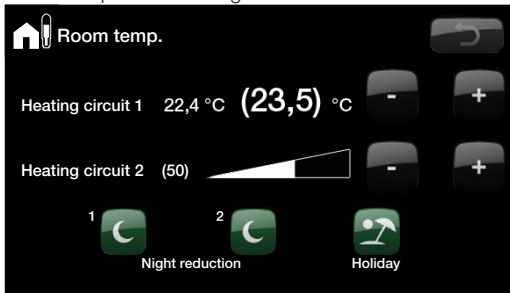 Room temp.
Heating circuit 1 22,4 °C (23,5) °C - +
Heating circuit 2 (50) - +
1 2
Night reduction Holiday